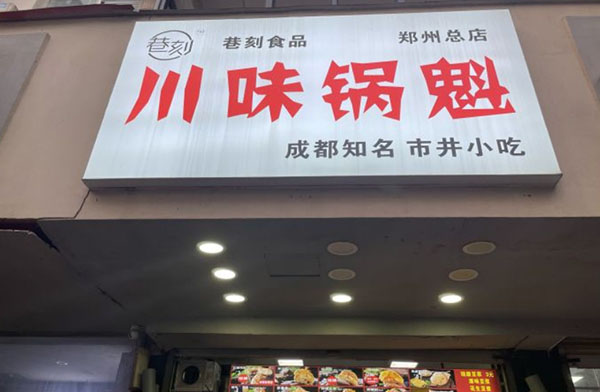 巷刻
巷刻食品 郑州总店
川味锅魁
成都知名 市井小吃